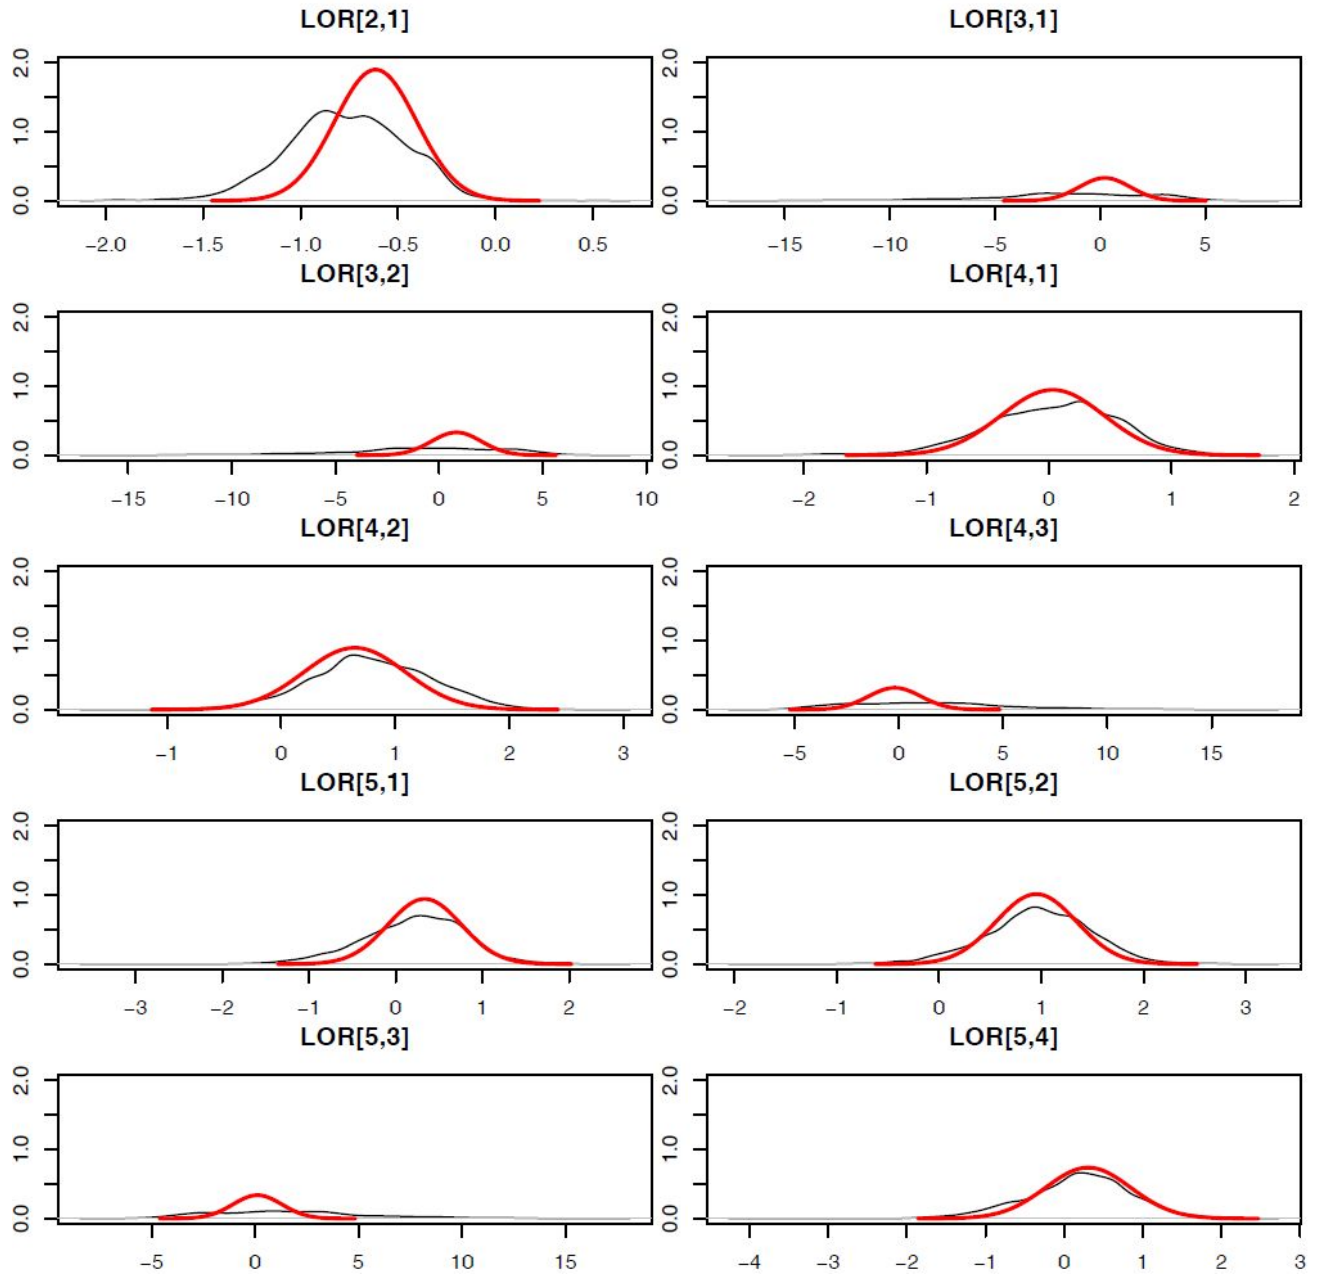 LOR[2,1] LOR[3,1]
2.0 2.0
1.0 1.0
0.0 0.0
−2.0 −1.5 −1.0 −0.5 0.0 0.5 −15 −10 −5 0 5
LOR[3,2] LOR[4,1]
2.0 2.0
1.0 1.0
0.0 0.0
−15 −10 −5 0 5 10 −2 −1 0 1 2
LOR[4,2] LOR[4,3]
2.0 2.0
1.0 1.0
0.0 0.0
−1 0 1 2 3 −5 0 5 10 15
LOR[5,1] LOR[5,2]
2.0 2.0
1.0 1.0
0.0 0.0
−3 −2 −1 0 1 2 −2 −1 0 1 2 3
LOR[5,3] LOR[5,4]
2.0 2.0
1.0 1.0
0.0 0.0
−5 0 5 10 15 −4 −3 −2 −1 0 1 2 3